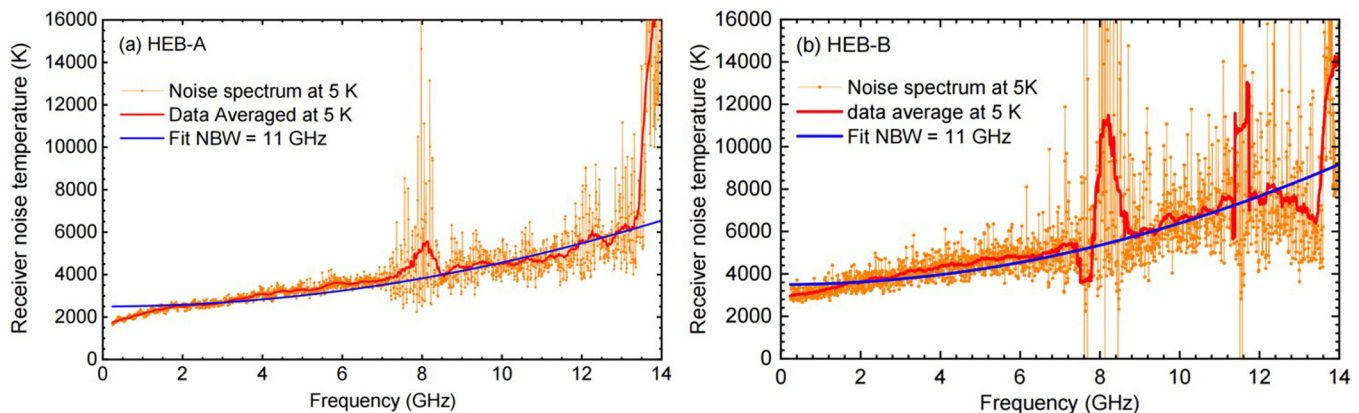 (a) HEB-A
Noise spectrum at 5 K
Data Averaged at 5 K
Fit NBW = 11 GHz
Receiver noise temperature (K)
16000
14000
12000
10000
8000
6000
4000
2000
0
0 2 4 6 8 10 12 14
Frequency (GHz)
(b) HEB-B
Noise spectrum at 5K
data average at 5 K
Fit NBW = 11 GHz
Receiver noise temperature (K)
16000
14000
12000
10000
8000
6000
4000
2000
0
0 2 4 6 8 10 12 14
Frequency (GHz)